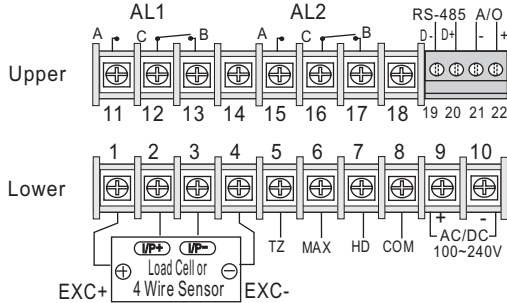 AL1 AL2 RS-485 A/O
A C B A C B D- D+ - +
Upper
11 12 13 14 15 16 17 18 19 20 21 22
1 2 3 4 5 6 7 8 9 10
Lower
+ -
I/P+ I/P- TZ MAX HD COM AC/DC
Load Cell or 100~240V
EXC+ 4 Wire Sensor EXC-